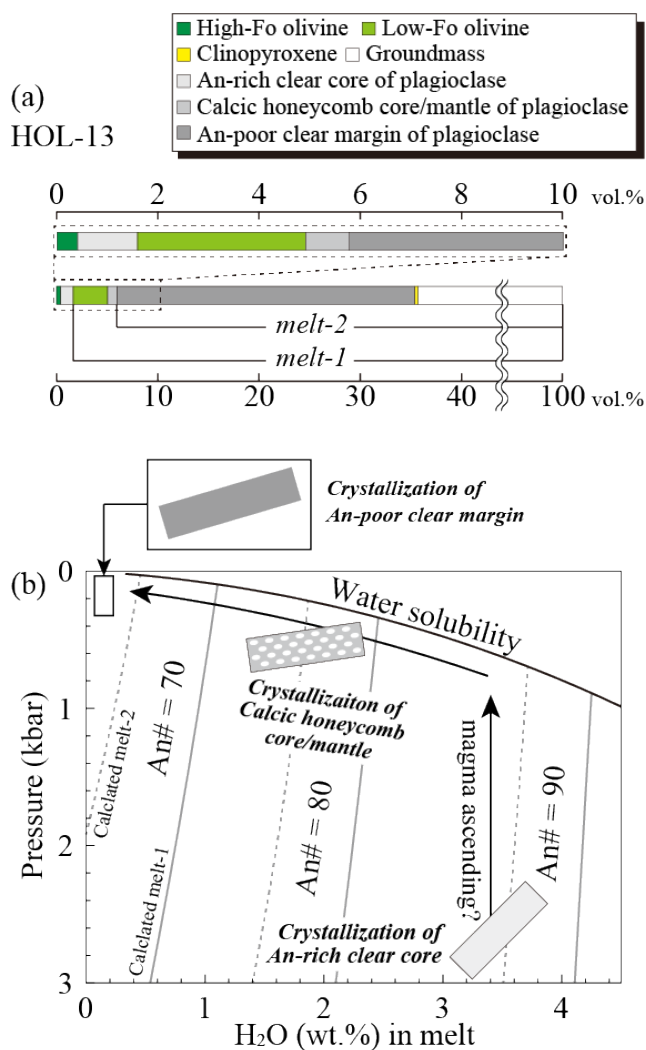 High-Fo olivine Low-Fo olivine
Clinopyroxene Groundmass
An-rich clear core of plagioclase
Calcic honeycomb core/mantle of plagioclase
An-poor clear margin of plagioclase
(a)
HOL-13
0 2 4 6 8 10 vol.%
melt-2
melt-1
0 10 20 30 40 100 vol.%
Crystallization of
An-poor clear margin
(b)
0
1
2
3
Pressure (kbar)
Water solubility
Calclated melt-2
An# = 70
Calclated melt-1
Crystallizaiton of
Calcic honeycomb
core/mantle
An# = 80
magma ascending?
An# = 90
Crystallization of
An-rich clear core
0 1 2 3 4
H₂O (wt.%) in melt